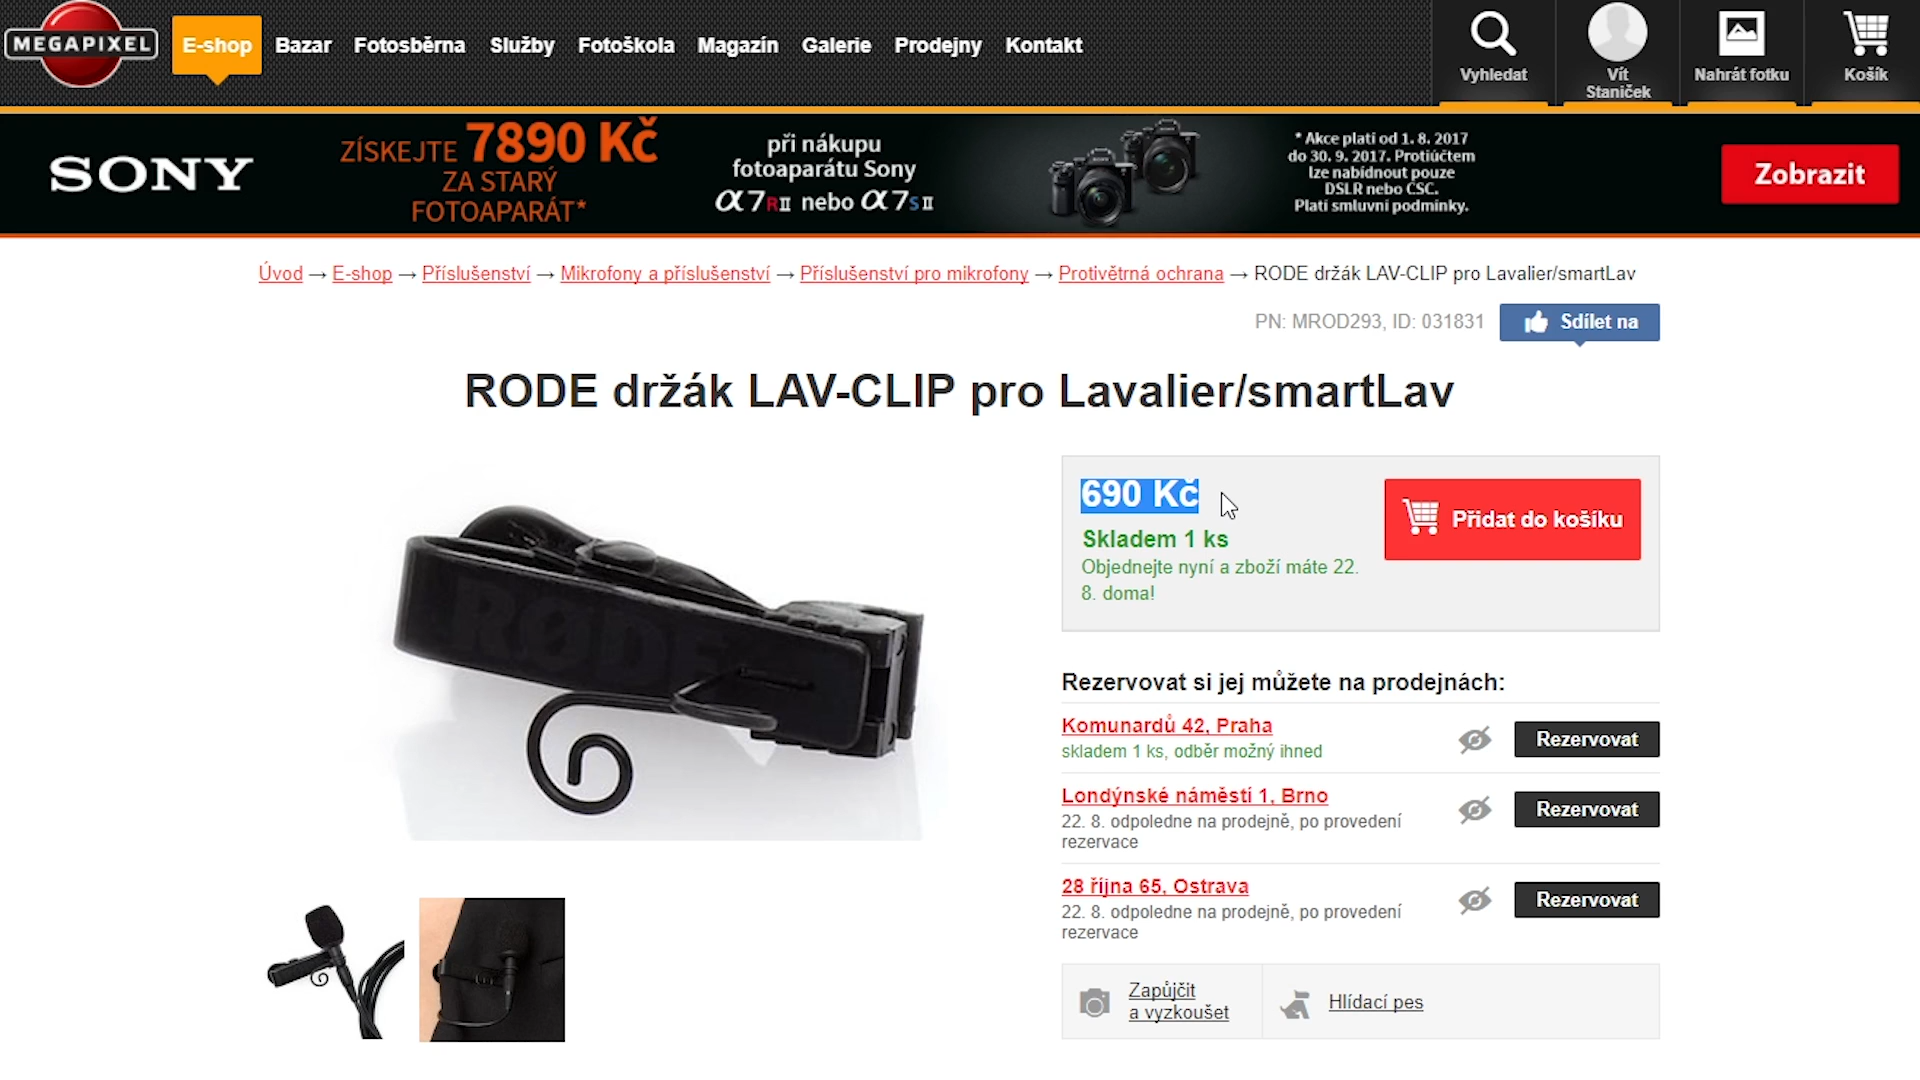 MEGAPIXEL
E-shop
Bazar
Fotosběrna
Služby
Fotoškola
Magazín
Galerie
Prodejny
Kontakt
Vyhledat
Vít
Staniček
Nahrát fotku
Košík
SONY
ZÍSKEJTE 7890 Kč
ZA STARÝ
FOTOAPARÁT*
při nákupu
fotoaparátu Sony
α7RII nebo α7SII
* Akce platí od 1. 8. 2017
do 30. 9. 2017. Protiúčtem
lze nabídnout pouze
DSLR nebo CSC.
Platí smluvní podmínky.
Zobrazit
Úvod → E-shop → Příslušenství → Mikrofony a příslušenství → Příslušenství pro mikrofony → Protivětrná ochrana → RODE držák LAV-CLIP pro Lavalier/smartLav
PN: MROD293, ID: 031831
Sdílet na
RODE držák LAV-CLIP pro Lavalier/smartLav
RØDE
690 Kč
Přidat do košíku
Skladem 1 ks
Objednejte nyní a zboží máte 22.
8. doma!
Rezervovat si jej můžete na prodejnách:
Komunardů 42, Praha
skladem 1 ks, odběr možný ihned
Rezervovat
Londýnské náměstí 1, Brno
22. 8. odpoledne na prodejně, po provedení
rezervace
Rezervovat
28 října 65, Ostrava
22. 8. odpoledne na prodejně, po provedení
rezervace
Rezervovat
Zapůjčit
a vyzkoušet
Hlídací pes